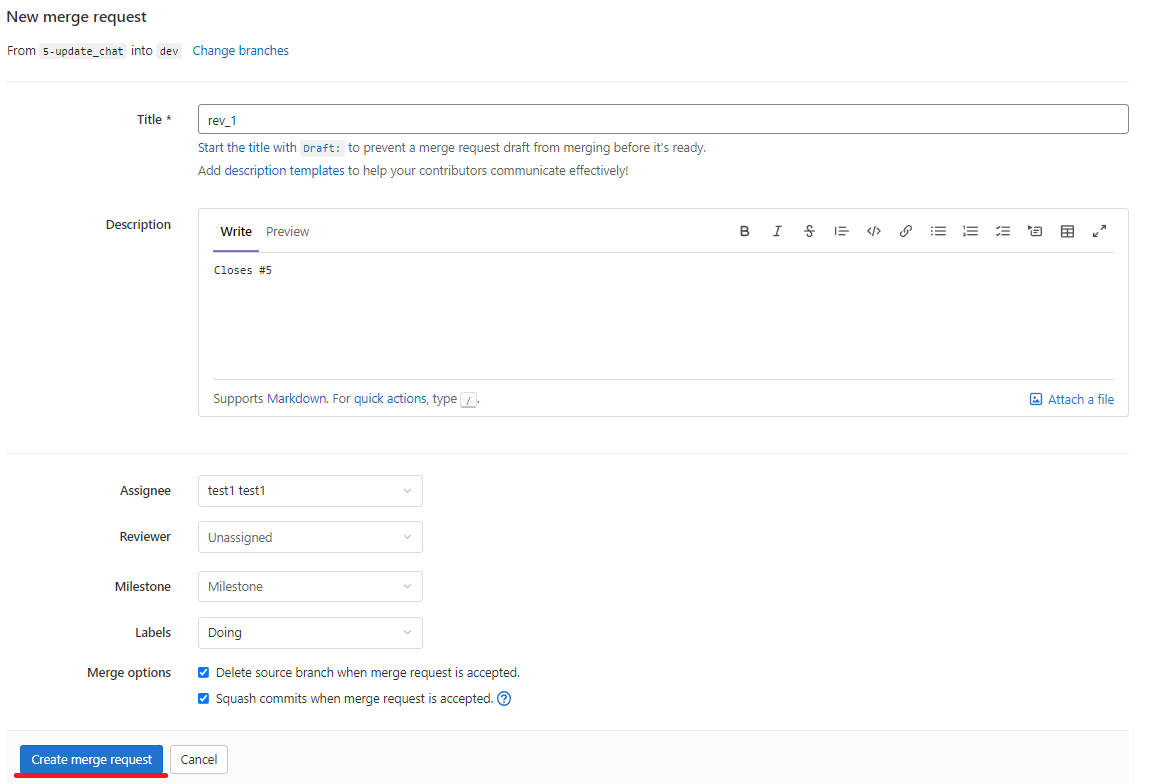 New merge request
From 5-update_chat into dev Change branches
Title *
rev_1
Start the title with Draft: to prevent a merge request draft from merging before it's ready.
Add description templates to help your contributors communicate effectively!
Description
Write Preview
Closes #5
Supports Markdown. For quick actions, type /.
Attach a file
Assignee
test1 test1
Reviewer
Unassigned
Milestone
Milestone
Labels
Doing
Merge options
Delete source branch when merge request is accepted.
Squash commits when merge request is accepted.
Create merge request
Cancel